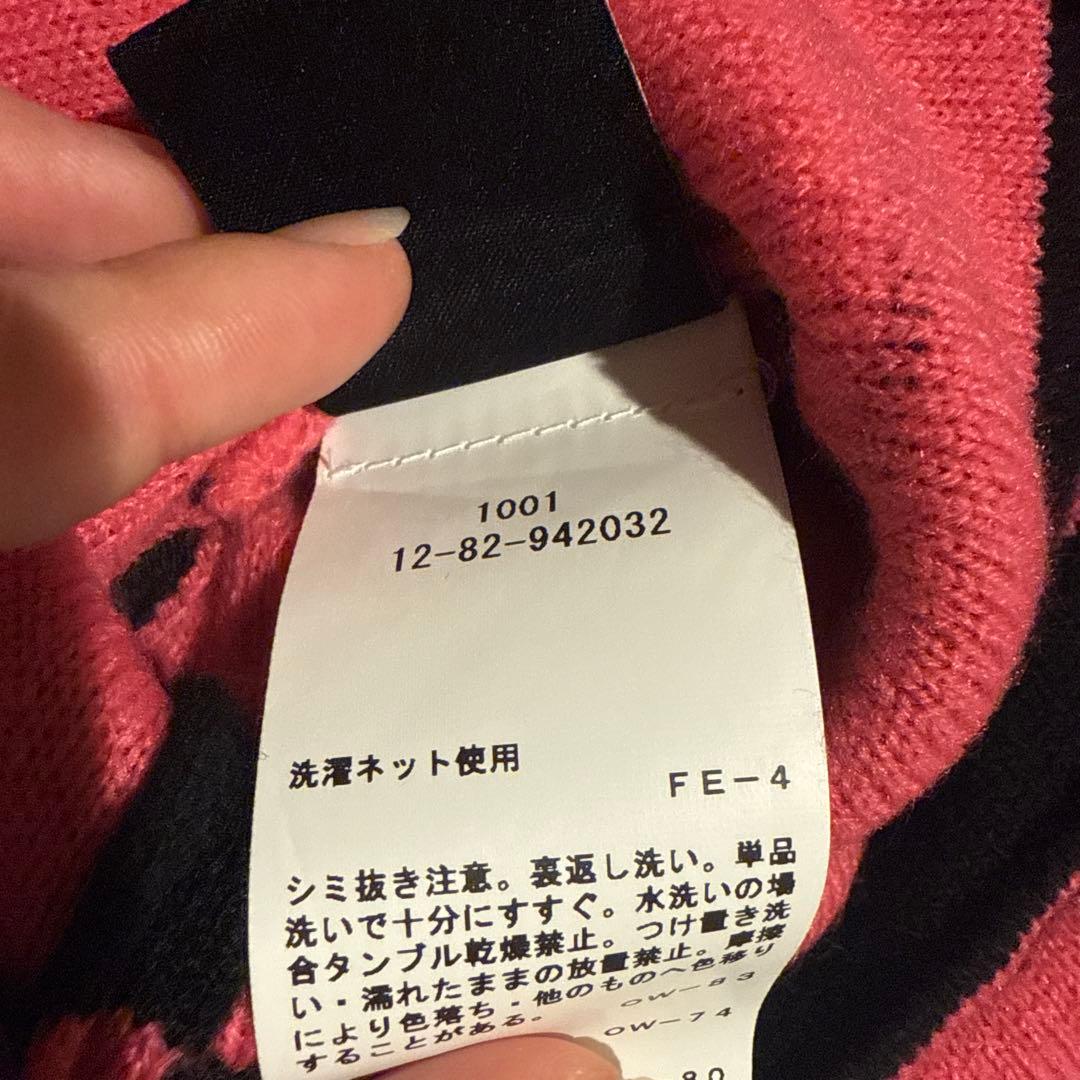 1001
12-82-942032
洗濯ネット使用
FE-4
シミ抜き注意。裏返し洗い。単品
洗いで十分にすすぐ。水洗いの場
合タンブル乾燥禁止。つけ置き洗
い・濡れたままの放置禁止。摩擦
により色落ち・他のものへ色移り
することがある。
OW-83
OW-74
80